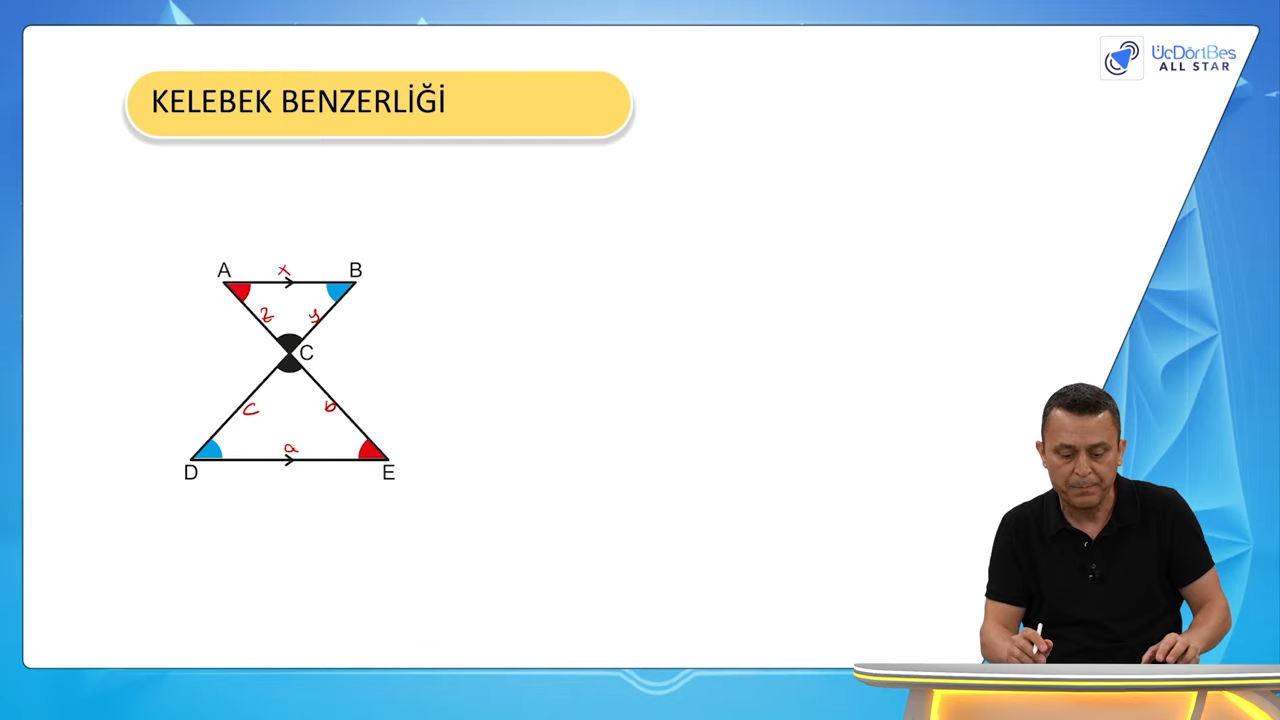 ÜçDörtBeş
ALL STAR
KELEBEK BENZERLİĞİ
A x B
z y
C
c b
a
D E